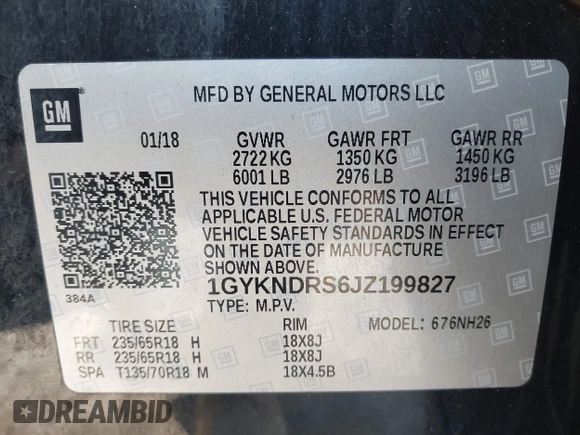 GM
MFD BY GENERAL MOTORS LLC
01/18 GVWR GAWR FRT GAWR RR
2722 KG 1350 KG 1450 KG
6001 LB 2976 LB 3196 LB
THIS VEHICLE CONFORMS TO ALL
APPLICABLE U.S. FEDERAL MOTOR
VEHICLE SAFETY STANDARDS IN EFFECT
ON THE DATE OF MANUFACTURE
SHOWN ABOVE.
384A
1GYKNDRS6JZ199827
TYPE: M.P.V. MODEL: 676NH26
TIRE SIZE RIM
FRT 235/65R18 H 18X8J
RR 235/65R18 H 18X8J
SPA T135/70R18 M 18X4.5B
DREAMBID